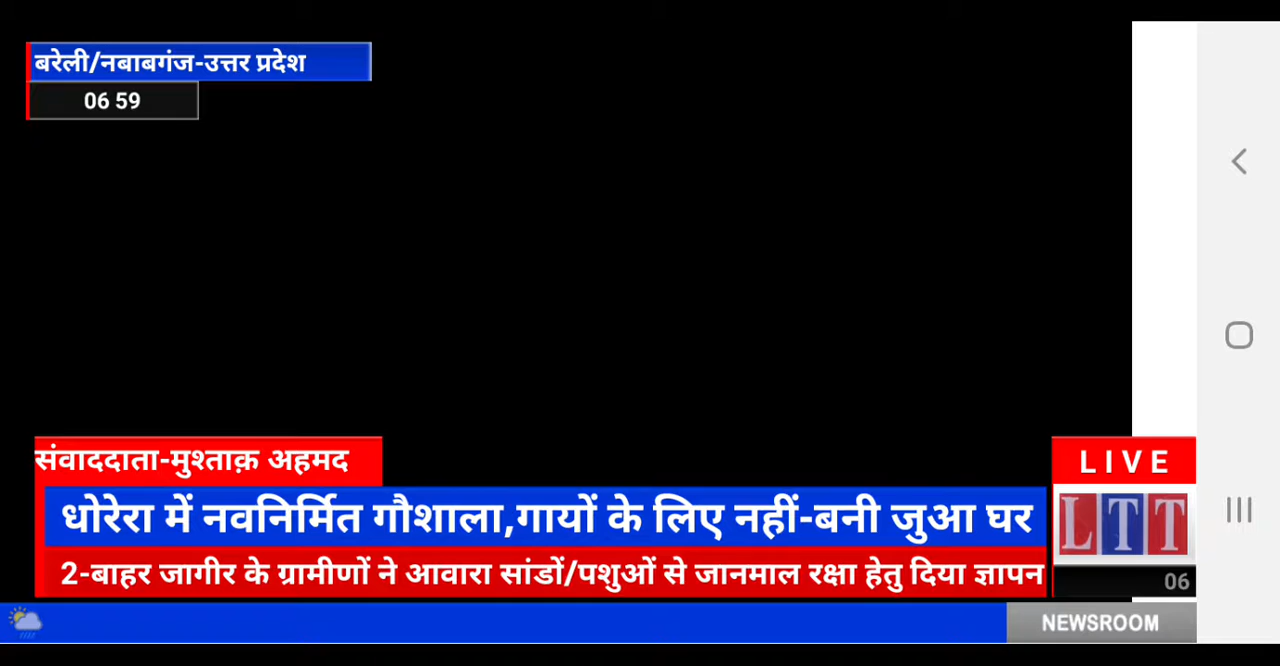 बरेली/नबाबगंज-उत्तर प्रदेश
06 59
संवाददाता-मुश्ताक़ अहमद
LIVE
धोरेरा में नवनिर्मित गौशाला,गायों के लिए नहीं-बनी जुआ घर
LTT
2-बाहर जागीर के ग्रामीणों ने आवारा सांडों/पशुओं से जानमाल रक्षा हेतु दिया ज्ञापन
06
NEWSROOM